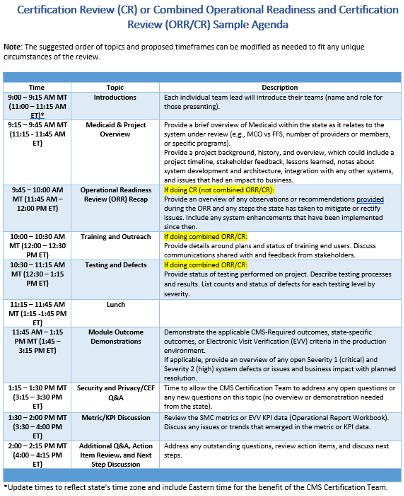 Certification Review (CR) or Combined Operational Readiness and Certification
Review (ORR/CR) Sample Agenda
Note: The suggested order of topics and proposed timeframes can be modified as needed to fit any unique
circumstances of the review.
Time
Topic
Description
9:00 – 9:15 AM MT
(11:00 – 11:15 AM
ET)*
Introductions
Each individual team lead will introduce their teams (name and role for
those presenting).
9:15 – 9:45 AM MT
(11:15 - 11:45 AM
ET)
Medicaid & Project
Overview
Provide a brief overview of Medicaid within the state as it relates to the
system under review (e.g., MCO vs FFS, number of providers or members,
or specific programs).
Provide a project background, history, and overview, which could include a
project timeline, stakeholder feedback, lessons learned, notes about
system development and architecture, integration with any other systems,
and issues that had an impact to business.
9:45 – 10:00 AM
MT (11:45 AM –
12:00 PM ET)
Operational Readiness
Review (ORR) Recap
If doing CR (not combined ORR/CR):
Provide an overview of any observations or recommendations provided
during the ORR and any steps the state has taken to mitigate or rectify
issues. Include any system enhancements that have been implemented
since then.
10:00 – 10:30 AM
MT (12:00 – 12:30
PM ET)
Training and Outreach
If doing combined ORR/CR:
Provide details around plans and status of training end users. Discuss
communications shared with and feedback from stakeholders.
10:30 – 11:15 AM
MT (12:30 – 1:15
PM ET)
Testing and Defects
If doing combined ORR/CR:
Provide status of testing performed on project. Describe testing processes
and results. List counts and status of defects for each testing level by
severity.
11:15 – 11:45 AM
MT (1:15 -1:45 PM
ET)
Lunch
11:45 AM – 1:15
PM MT (1:45 –
3:15 PM ET)
Module Outcome
Demonstrations
Demonstrate the applicable CMS-Required outcomes, state-specific
outcomes, or Electronic Visit Verification (EVV) criteria in the production
environment.
If applicable, provide an overview of any open Severity 1 (critical) and
Severity 2 (high) system defects or issues and business impact with planned
resolution.
1:15 – 1:30 PM MT
(3:15 – 3:30 PM
ET)
Security and Privacy/CEF
Q&A
Time to allow the CMS Certification Team to address any open questions or
any new questions on this topic (no overview or demonstration needed
from the state).
1:30 – 2:00 PM MT
(3:30 – 4:00 PM
ET)
Metric/KPI Discussion
Review the SMC metrics or EVV KPI data (Operational Report Workbook).
Discuss any issues or trends that emerged in the metric or KPI data.
2:00 – 2:15 PM MT
(4:00 – 4:15 PM
ET)
Additional Q&A, Action
Item Review, and Next
Step Discussion
Address any outstanding questions, review action items, and discuss next
steps.
*Update times to reflect state's time zone and include Eastern time for the benefit of the CMS Certification Team.